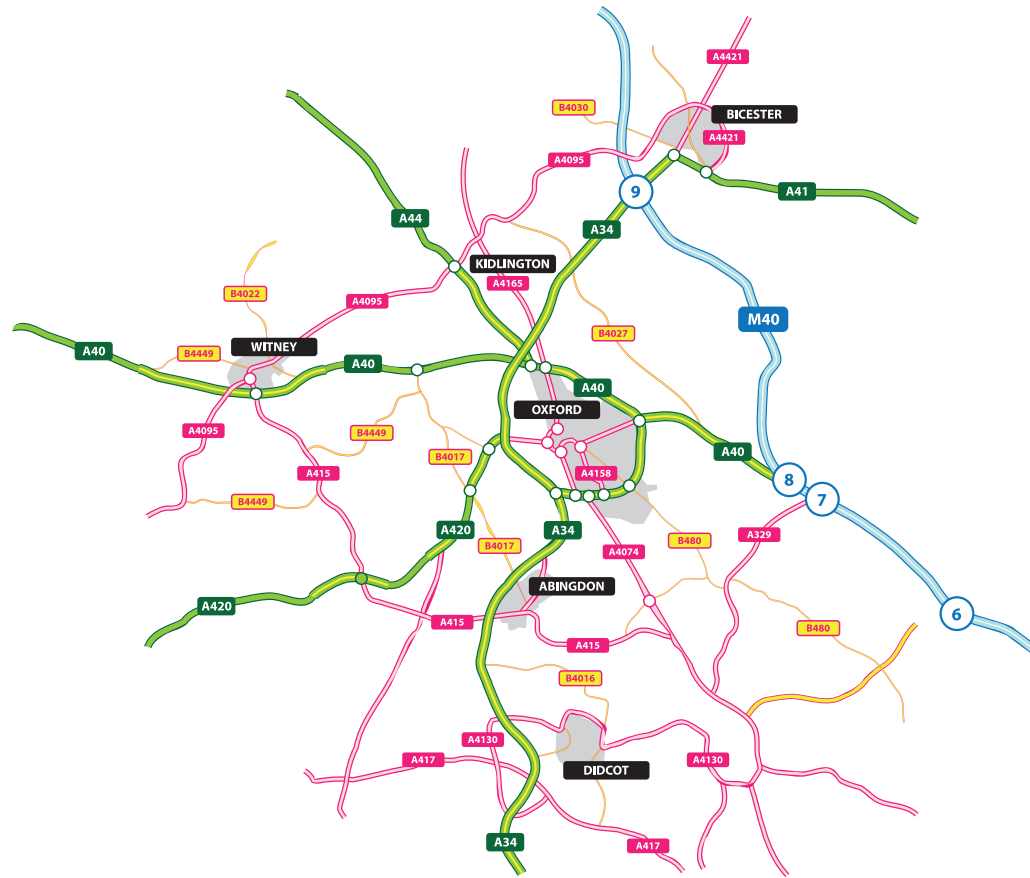 A4421
B4030
BICESTER
A4421
A4095
9
A41
A44
A34
KIDLINGTON
A4165
B4022
A4095
M40
B4027
WITNEY
A40
B4449
A40
A40
OXFORD
A4095
B4449
A40
B4017
A415
A4158
8
7
B4449
A420
A34
A329
B480
B4017
A4074
ABINGDON
A420
6
A415
B480
A415
B4016
A4130
A417
A4130
DIDCOT
A34
A417